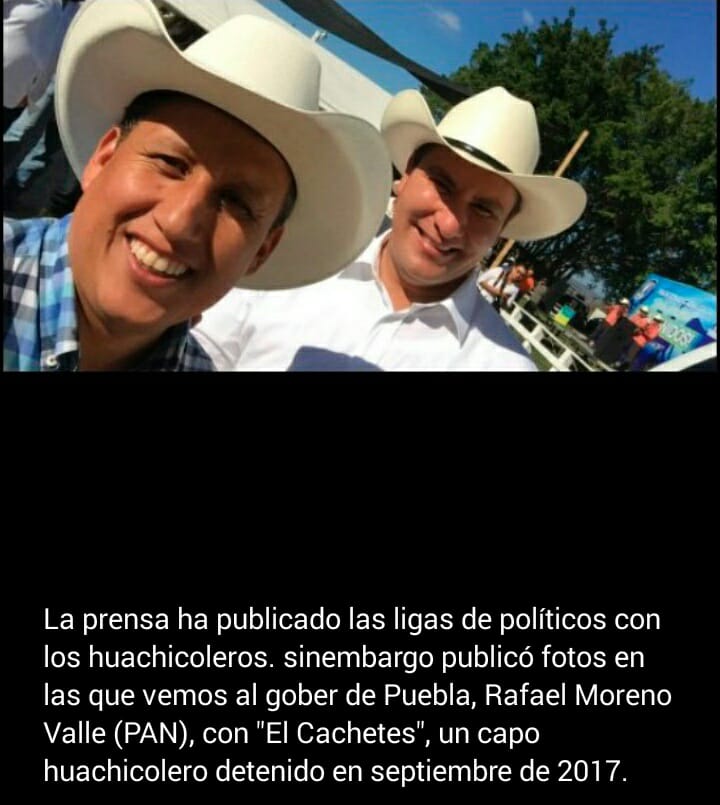 La prensa ha publicado las ligas de políticos con
los huachicoleros. sinembargo publicó fotos en
las que vemos al gober de Puebla, Rafael Moreno
Valle (PAN), con "El Cachetes", un capo
huachicolero detenido en septiembre de 2017.